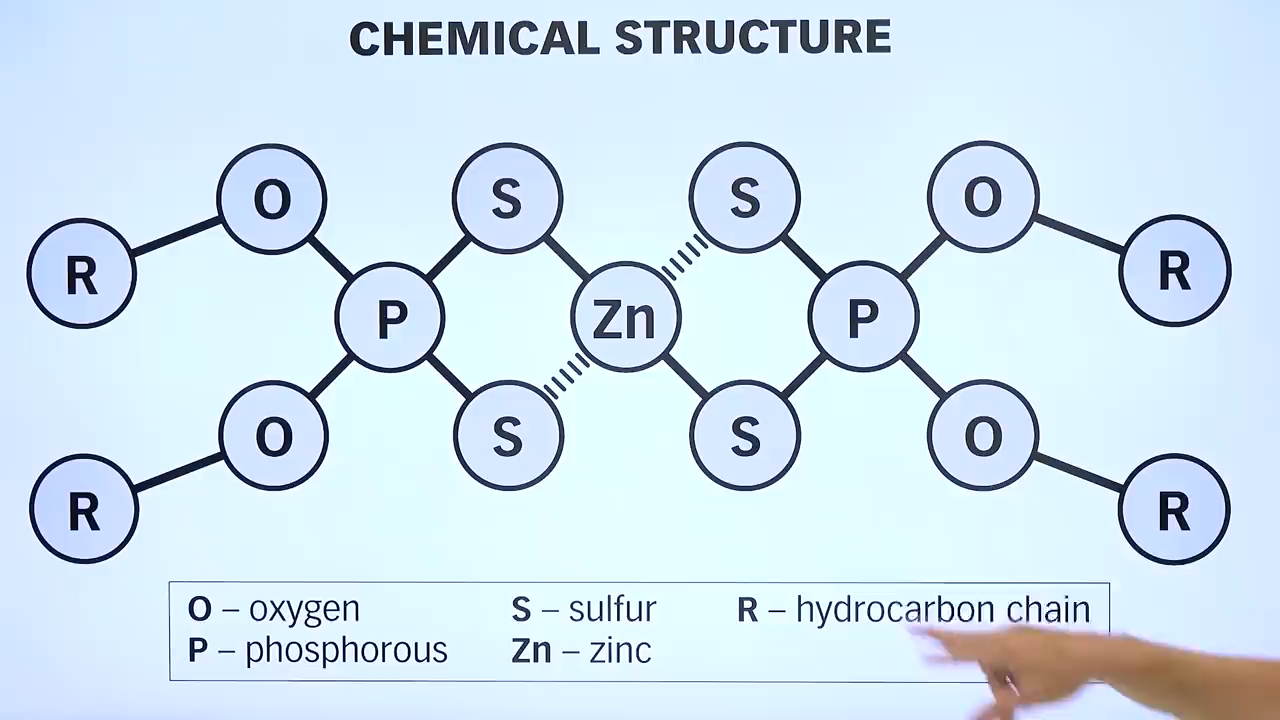 CHEMICAL STRUCTURE
O S S O
R R
P Zn P
O S S O
R R
O – oxygen S – sulfur R – hydrocarbon chain
P – phosphorous Zn – zinc